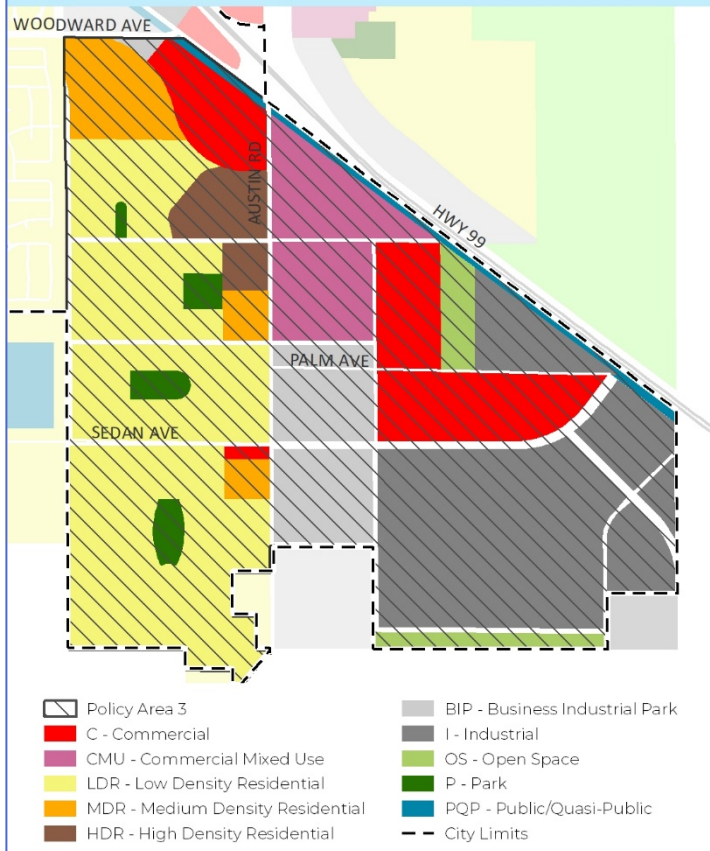 WOODWARD AVE
AUSTIN RD
HWY 99
PALM AVE
SEDAN AVE
Policy Area 3
C - Commercial
CMU - Commercial Mixed Use
LDR - Low Density Residential
MDR - Medium Density Residential
HDR - High Density Residential
BIP - Business Industrial Park
I - Industrial
OS - Open Space
P - Park
PQP - Public/Quasi-Public
City Limits